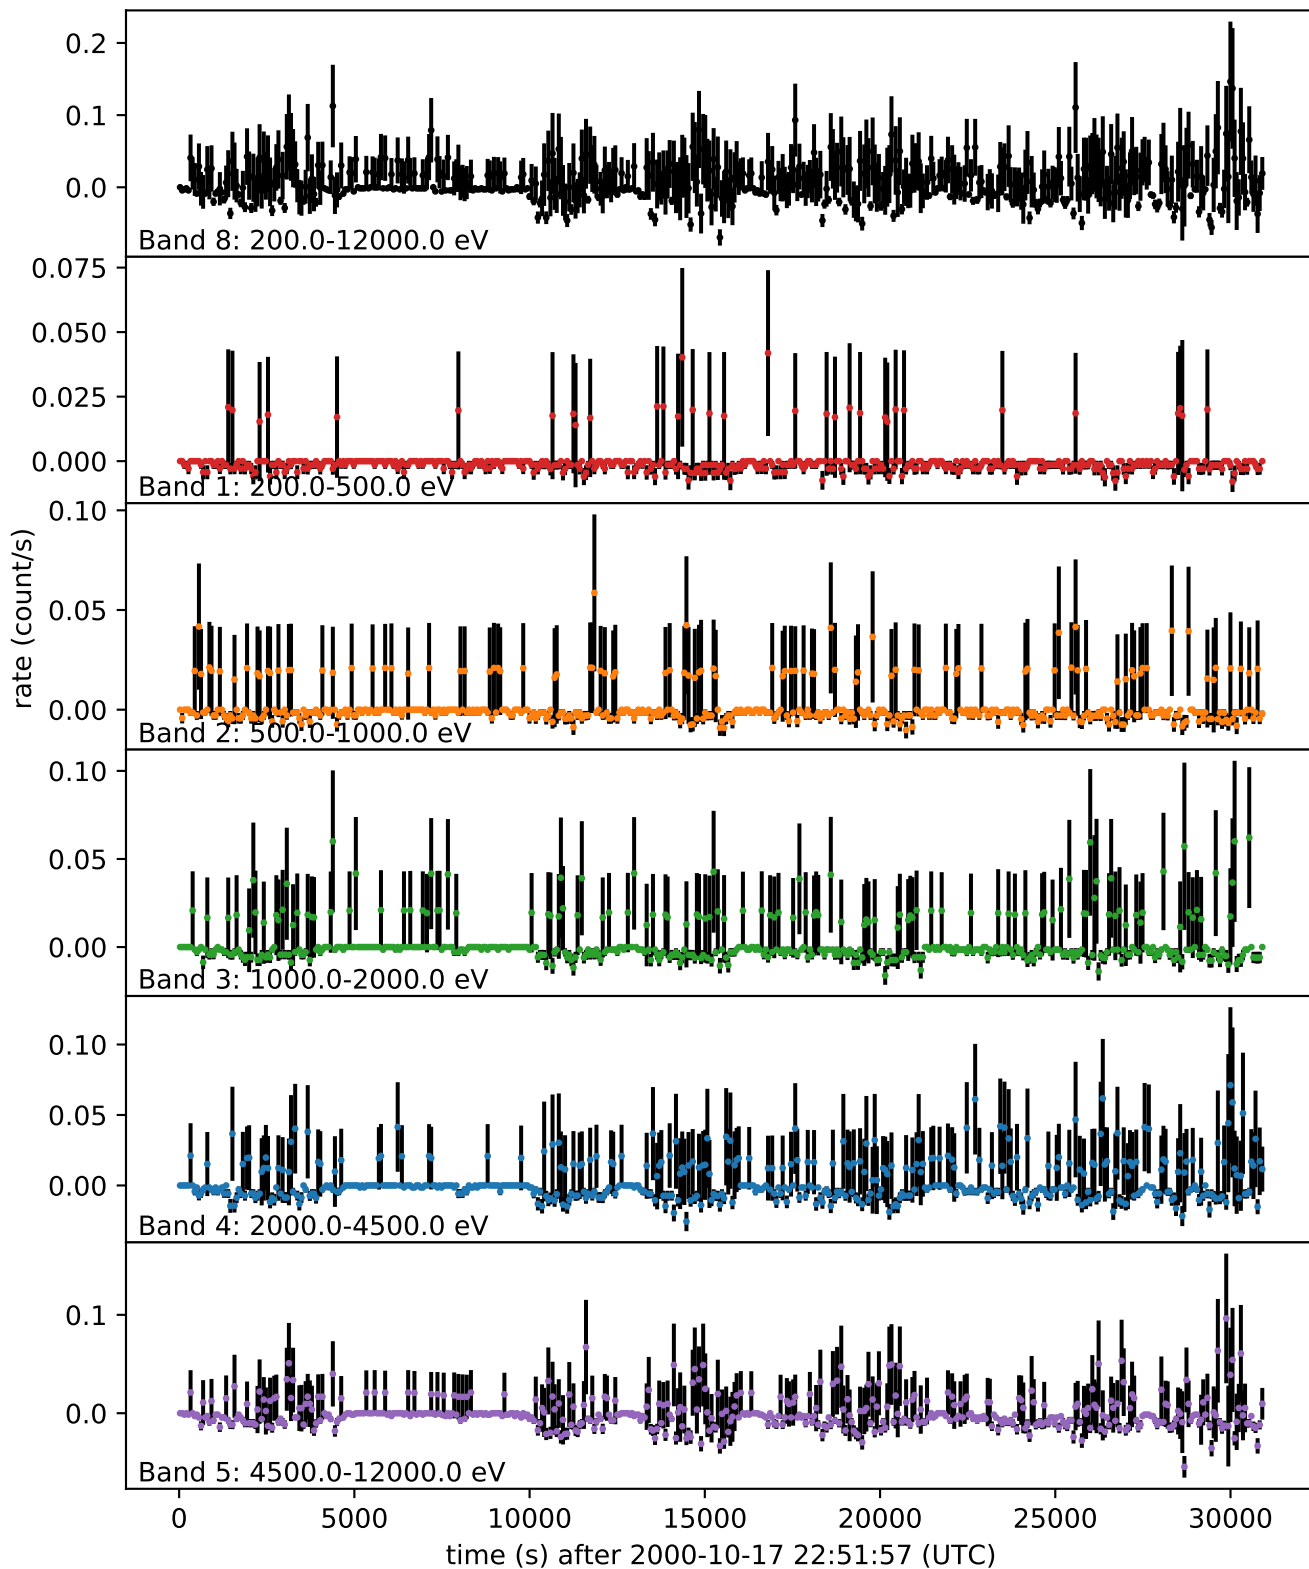 0.2
0.1
0.0
Band 8: 200.0-12000.0 eV
0.075
0.050
0.025
0.000
Band 1: 200.0-500.0 eV
0.10
0.05
0.00
Band 2: 500.0-1000.0 eV
rate (count/s)
0.10
0.05
0.00
Band 3: 1000.0-2000.0 eV
0.10
0.05
0.00
Band 4: 2000.0-4500.0 eV
0.1
0.0
Band 5: 4500.0-12000.0 eV
0 5000 10000 15000 20000 25000 30000
time (s) after 2000-10-17 22:51:57 (UTC)